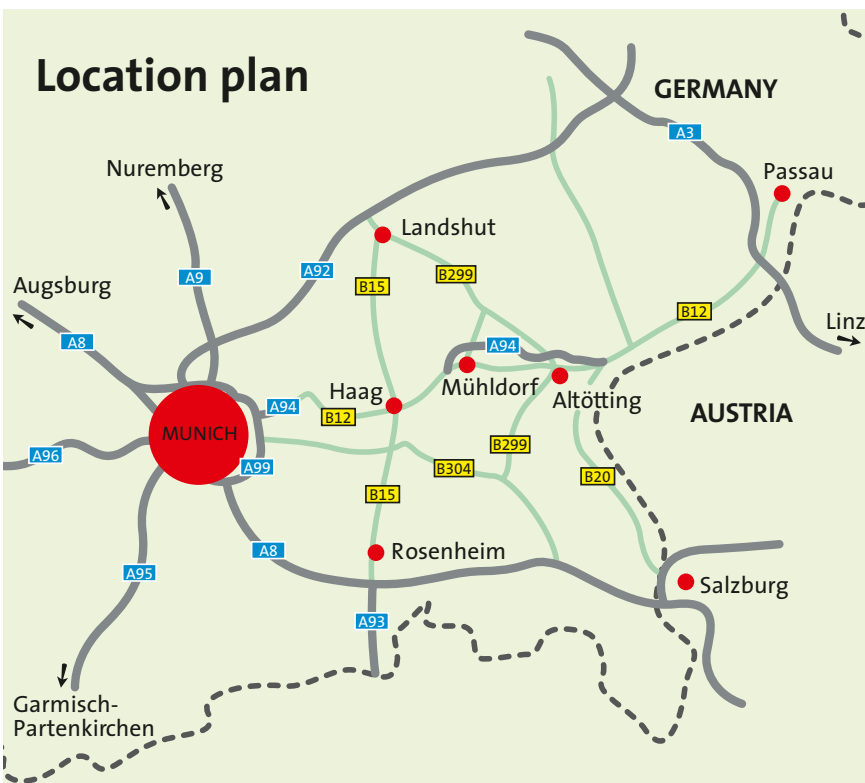 Location plan
GERMANY
A3
Nuremberg
Passau
Landshut
A92
A9
B299
B15
Augsburg
B12
Linz
A8
A94
Haag
Mühldorf
Altötting
A94
B12
AUSTRIA
MUNICH
B299
A96
A99
B304
B20
B15
A8
Rosenheim
A95
Salzburg
A93
Garmisch-
Partenkirchen